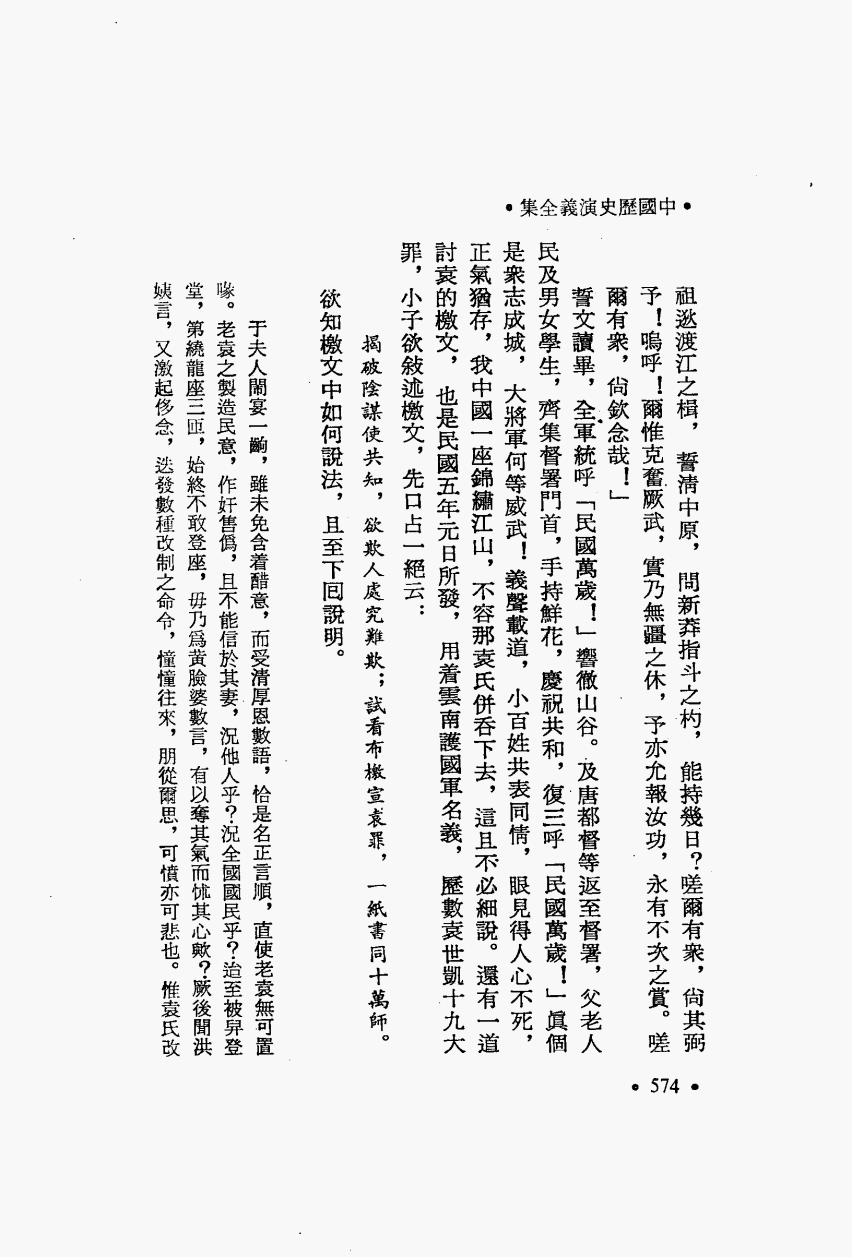 •中國歷史演義全集•
祖逖渡江之楫，誓清中原，問新莽指斗之杓，能持幾日？嗟爾有衆，尙其弼
予！嗚呼！爾惟克奮厥武，實乃無疆之休，予亦允報汝功，永有不次之賞。嗟
爾有衆，尙欽念哉！」
誓文讀畢，全軍統呼「民國萬歲！」響徹山谷。及唐都督等返至督署，父老人
民及男女學生，齊集督署門首，手持鮮花，慶祝共和，復三呼「民國萬歲！」眞個
是衆志成城，大將軍何等威武！義聲載道，小百姓共表同情，眼見得人心不死，
正氣猶存，我中國一座錦繡江山，不容那袁氏併呑下去，這且不必細說。還有一道
討袁的檄文，也是民國五年元日所發，用着雲南護國軍名義，歷數袁世凱十九大
罪，小子欲敍述檄文，先口占一絕云：
揭破陰謀使共知，欲欺人處究難欺；試看布檄宣袁罪，一紙書同十萬師。
欲知檄文中如何說法，且至下囘說明。
于夫人鬧宴一齣，雖未免含着醋意，而受淸厚恩數語，恰是名正言順，直使老袁無可置
喙。老袁之製造民意，作奸售僞，且不能信於其妻，況他人乎？況全國國民乎？迨至被舁登
堂，第繞龍座三匝，始終不敢登座，毋乃爲黃臉婆數言，有以奪其氣而怵其心歟？厥後聞洪
姨言，又激起侈念，迭發數種改制之命令，憧憧往來，朋從爾思，可憤亦可悲也。惟袁氏改
•574•